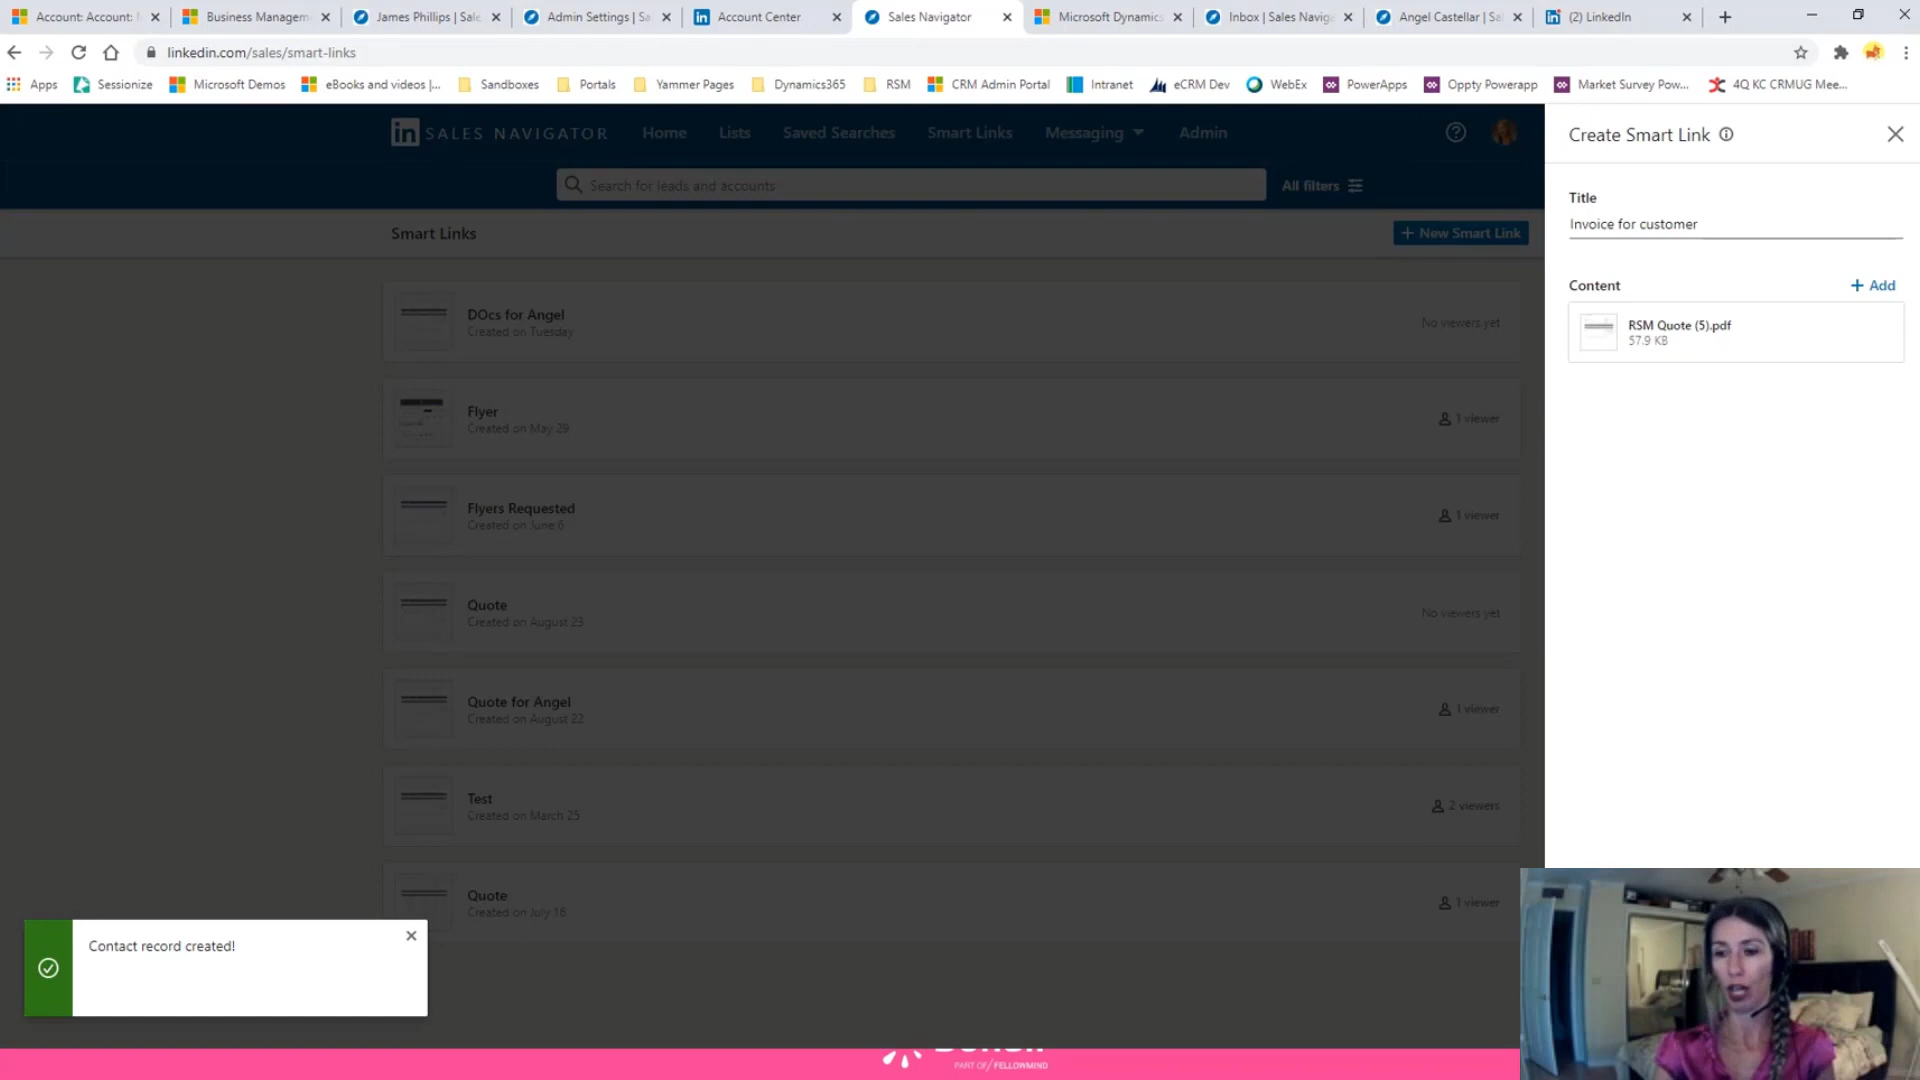 Account: Account: 
Business Managem
James Phillips | Sale
Admin Settings | Sa
Account Center
Sales Navigator
Microsoft Dynamics
Inbox | Sales Naviga
Angel Castellar | Sa
(2) LinkedIn
linkedin.com/sales/smart-links
Apps
Sessionize
Microsoft Demos
eBooks and videos |...
Sandboxes
Portals
Yammer Pages
Dynamics365
RSM
CRM Admin Portal
Intranet
eCRM Dev
WebEx
PowerApps
Oppty Powerapp
Market Survey Pow...
4Q KC CRMUG Mee...
in SALES NAVIGATOR
Home
Lists
Saved Searches
Smart Links
Messaging
Admin
Search for leads and accounts
All filters
Smart Links
+ New Smart Link
DOcs for Angel
Created on Tuesday
No viewers yet
Flyer
Created on May 29
1 viewer
Flyers Requested
Created on June 6
1 viewer
Quote
Created on August 23
No viewers yet
Quote for Angel
Created on August 22
1 viewer
Test
Created on March 25
2 viewers
Quote
Created on July 16
1 viewer
Create Smart Link
Title
Invoice for customer
Content
+ Add
RSM Quote (5).pdf
57.9 KB
Contact record created!
PART OF/FELLOWMIND